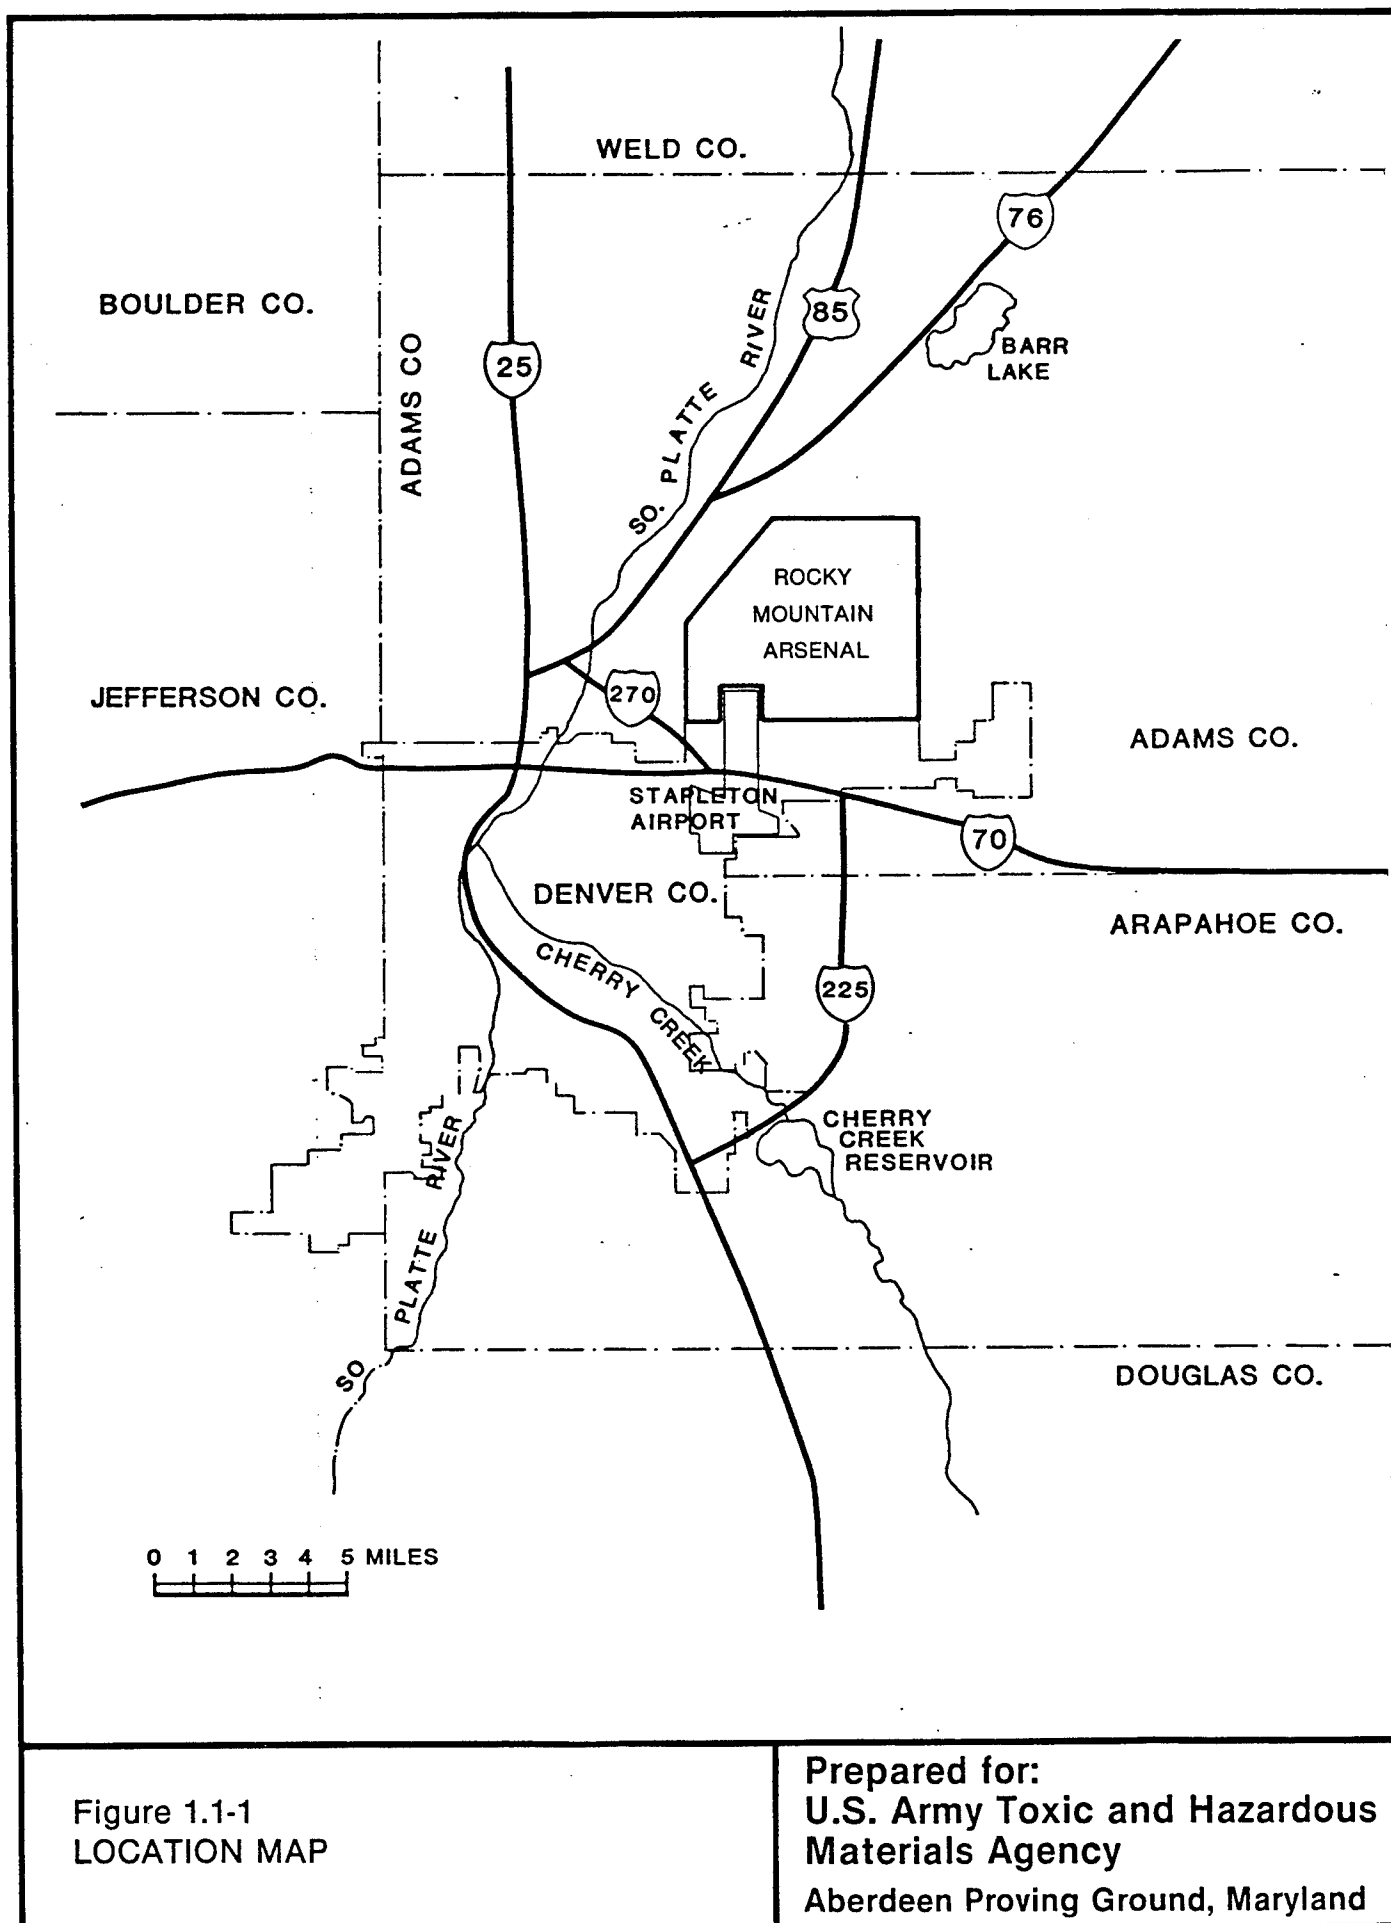 WELD CO.
76
BOULDER CO.
85
SO. PLATTE RIVER
BARR
LAKE
ADAMS CO
25
ROCKY
MOUNTAIN
ARSENAL
270
JEFFERSON CO.
ADAMS CO.
STAPLETON
AIRPORT
70
DENVER CO.
ARAPAHOE CO.
CHERRY CREEK
225
CHERRY
CREEK
RESERVOIR
SO PLATTE RIVER
DOUGLAS CO.
0 1 2 3 4 5 MILES
Figure 1.1-1
LOCATION MAP
Prepared for:
U.S. Army Toxic and Hazardous
Materials Agency
Aberdeen Proving Ground, Maryland